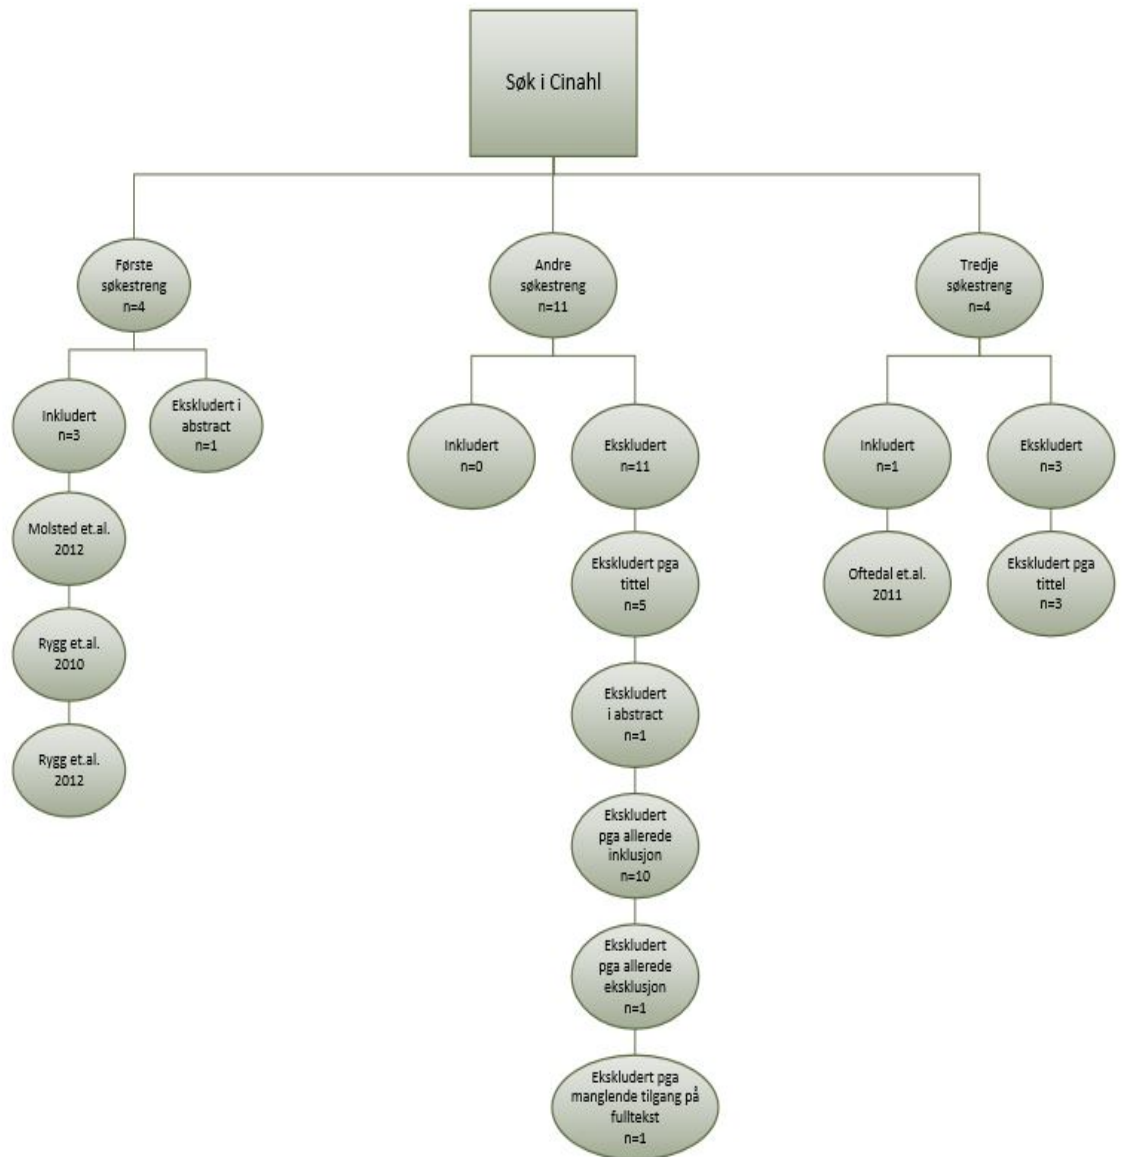 Søk i Cinahl
Første
søkestreng
n=4
Andre
søkestreng
n=11
Tredje
søkestreng
n=4
Inkludert
n=3
Ekskludert i
abstract
n=1
Inkludert
n=0
Ekskludert
n=11
Inkludert
n=1
Ekskludert
n=3
Molsted et.al.
2012
Rygg et.al.
2010
Rygg et.al.
2012
Ekskludert pga
tittel
n=5
Ekskludert
i abstract
n=1
Ekskludert
pga allerede
inklusjon
n=10
Ekskludert
pga allerede
eksklusjon
n=1
Ekskludert pga
manglende tilgang på
fulltekst
n=1
Oftedal et.al.
2011
Ekskludert pga
tittel
n=3